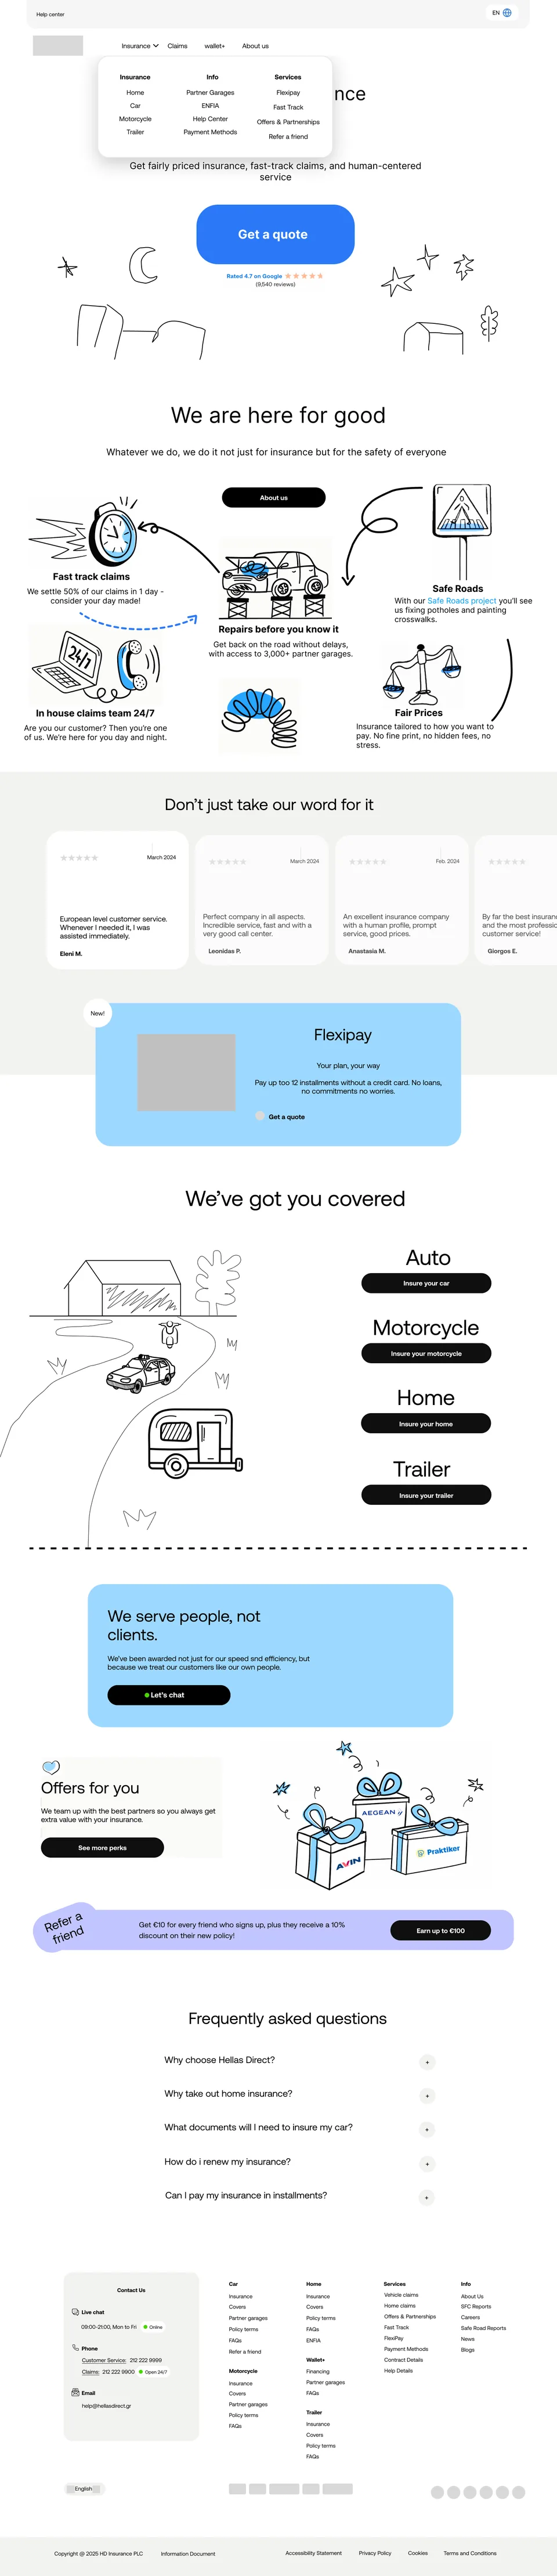 Help center
EN
Insurance
Claims
wallet+
About us
Insurance
Home
Car
Motorcycle
Trailer
Info
Partner Garages
ENFIA
Help Center
Payment Methods
Services
Flexipay
Fast Track
Offers & Partnerships
Refer a friend
nce
Get fairly priced insurance, fast-track claims, and human-centered
service
Get a quote
Rated 4.7 on Google
(9,540 reviews)
We are here for good
Whatever we do, we do it not just for insurance but for the safety of everyone
About us
Fast track claims
We settle 50% of our claims in 1 day -
consider your day made!
Repairs before you know it
Get back on the road without delays,
with access to 3,000+ partner garages.
Safe Roads
With our Safe Roads project you'll see
us fixing potholes and painting
crosswalks.
24/7
In house claims team 24/7
Are you our customer? Then you're one
of us. We're here for you day and night.
Fair Prices
Insurance tailored to how you want to
pay. No fine print, no hidden fees, no
stress.
Don't just take our word for it
March 2024
European level customer service.
Whenever I needed it, I was
assisted immediately.
Eleni M.
March 2024
Perfect company in all aspects.
Incredible service, fast and with a
very good call center.
Leonidas P.
Feb. 2024
An excellent insurance company
with a human profile, prompt
service, good prices.
Anastasia M.
By far the best insuran
and the most professio
customer service!
Giorgos E.
New!
Flexipay
Your plan, your way
Pay up too 12 installments without a credit card. No loans,
no commitments no worries.
Get a quote
We've got you covered
Auto
Insure your car
Motorcycle
Insure your motorcycle
Home
Insure your home
Trailer
Insure your trailer
We serve people, not
clients.
We've been awarded not just for our speed snd efficiency, but
because we treat our customers like our own people.
Let's chat
Offers for you
We team up with the best partners so you always get
extra value with your insurance.
See more perks
AEGEAN
AVIN
Praktiker
Refer a
friend
Get €10 for every friend who signs up, plus they receive a 10%
discount on their new policy!
Earn up to €100
Frequently asked questions
Why choose Hellas Direct?
+
Why take out home insurance?
+
What documents will I need to insure my car?
+
How do i renew my insurance?
+
Can I pay my insurance in installments?
+
Contact Us
Live chat
09:00-21:00, Mon to Fri
Online
Phone
Customer Service: 212 222 9999
Claims: 212 222 9900
Open 24/7
Email
help@hellasdirect.gr
Car
Insurance
Covers
Partner garages
Policy terms
FAQs
Refer a friend
Motorcycle
Insurance
Covers
Partner garages
Policy terms
FAQs
Home
Insurance
Covers
Policy terms
FAQs
ENFIA
Wallet+
Financing
Partner garages
FAQs
Trailer
Insurance
Covers
Policy terms
FAQs
Services
Vehicle claims
Home claims
Offers & Partnerships
Fast Track
FlexiPay
Payment Methods
Contract Details
Help Details
Info
About Us
SFC Reports
Careers
Safe Road Reports
News
Blogs
English
Copyright @ 2025 HD Insurance PLC
Information Document
Accessibility Statement
Privacy Policy
Cookies
Terms and Conditions